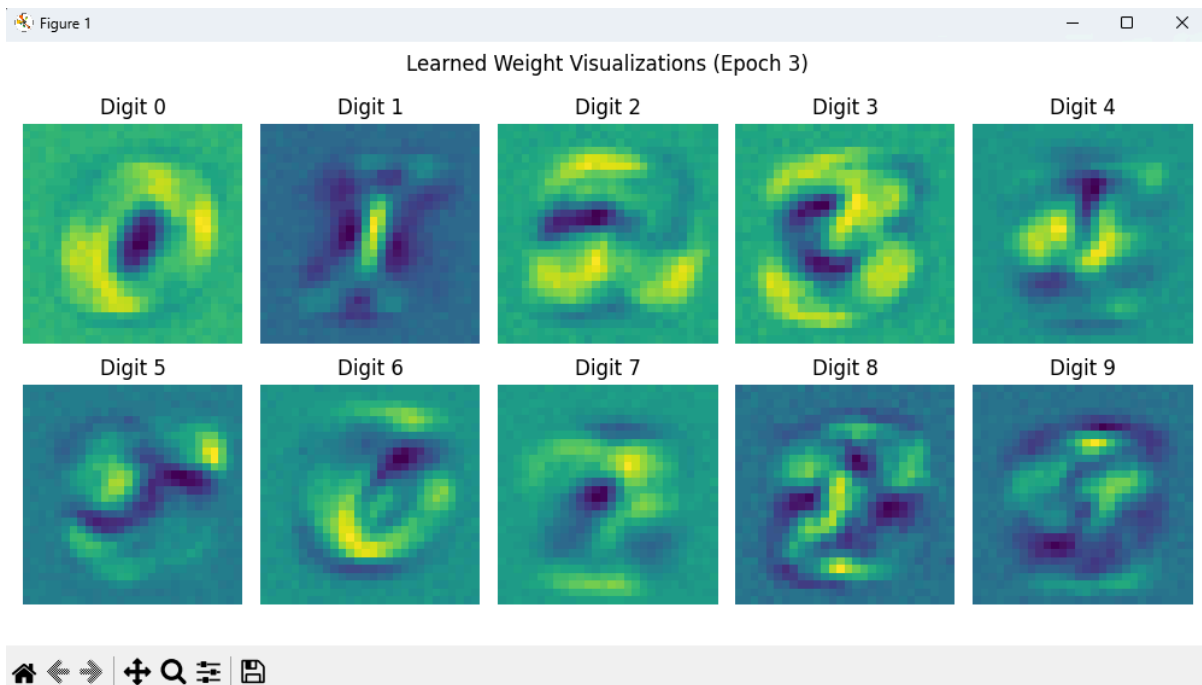 Figure 1
Learned Weight Visualizations (Epoch 3)
Digit 0
Digit 1
Digit 2
Digit 3
Digit 4
Digit 5
Digit 6
Digit 7
Digit 8
Digit 9